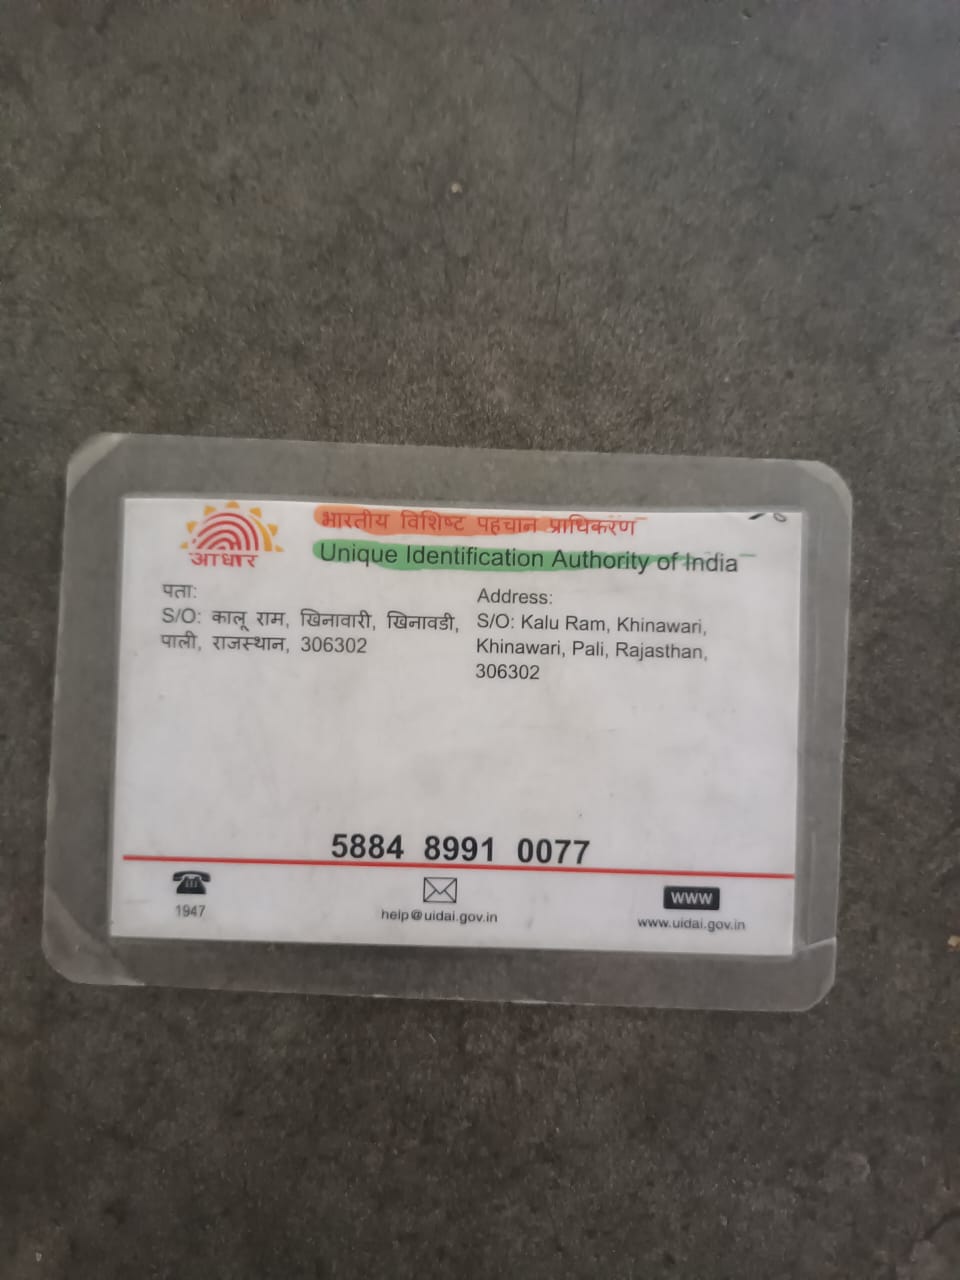 आधार
भारतीय विशिष्ट पहचान प्राधिकरण
Unique Identification Authority of India
पता:
S/O: कालू राम, खिनावारी, खिनावडी,
पाली, राजस्थान, 306302
Address:
S/O: Kalu Ram, Khinawari,
Khinawari, Pali, Rajasthan,
306302
5884 8991 0077
1947
help@uidai.gov.in
WWW
www.uidai.gov.in